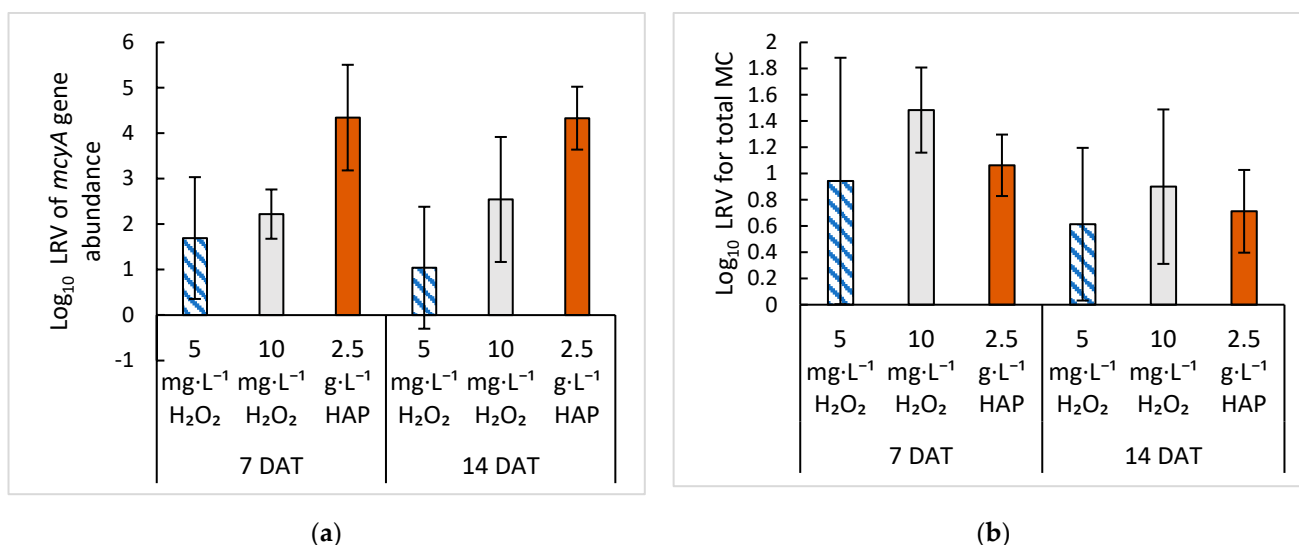 Log₁₀ LRV of mcyA gene
abundance
6
5
4
3
2
1
0
-1
5
mg·L⁻¹
H₂O₂
10
mg·L⁻¹
H₂O₂
2.5
g·L⁻¹
HAP
5
mg·L⁻¹
H₂O₂
10
mg·L⁻¹
H₂O₂
2.5
g·L⁻¹
HAP
7 DAT
14 DAT
(a)
Log₁₀ LRV for total MC
2
1.8
1.6
1.4
1.2
1
0.8
0.6
0.4
0.2
0
5
mg·L⁻¹
H₂O₂
10
mg·L⁻¹
H₂O₂
2.5
g·L⁻¹
HAP
5
mg·L⁻¹
H₂O₂
10
mg·L⁻¹
H₂O₂
2.5
g·L⁻¹
HAP
7 DAT
14 DAT
(b)